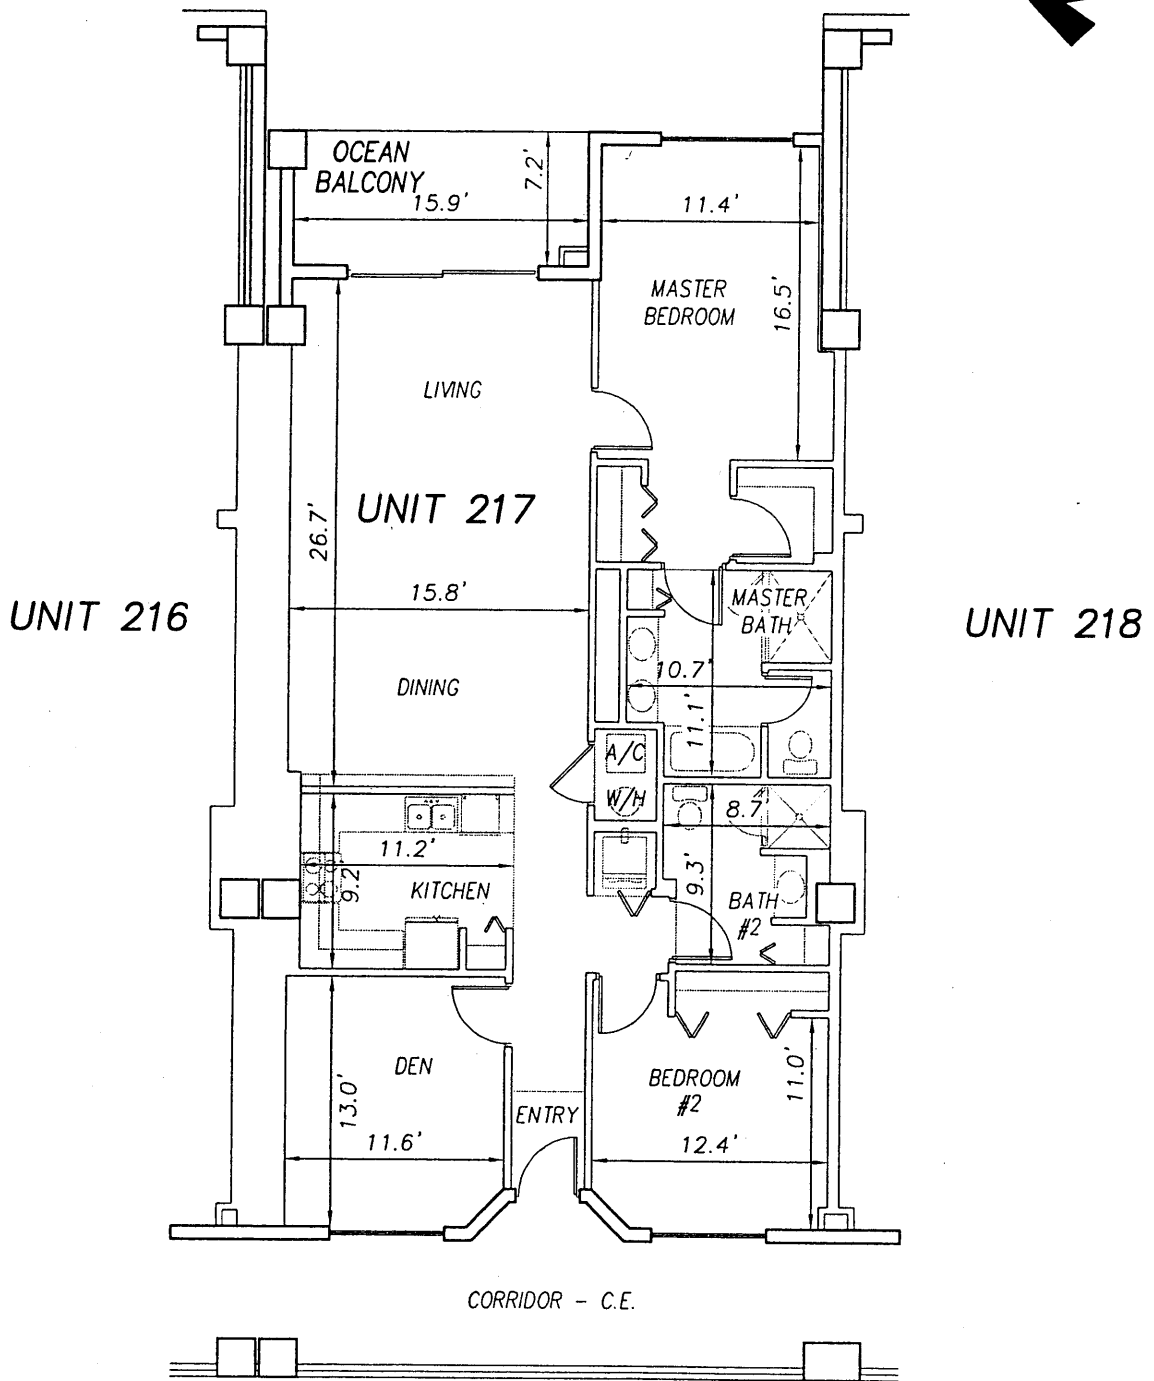 OCEAN
BALCONY
7.2'
15.9'
11.4'
MASTER
BEDROOM
16.5'
LIVING
UNIT 217
26.7'
15.8'
UNIT 216
MASTER
BATH
UNIT 218
10.7'
11.1'
DINING
A/C
W/H
8.7'
9.3'
11.2'
9.2'
KITCHEN
BATH
#2
DEN
13.0'
11.6'
ENTRY
BEDROOM
#2
11.0'
12.4'
CORRIDOR - C.E.